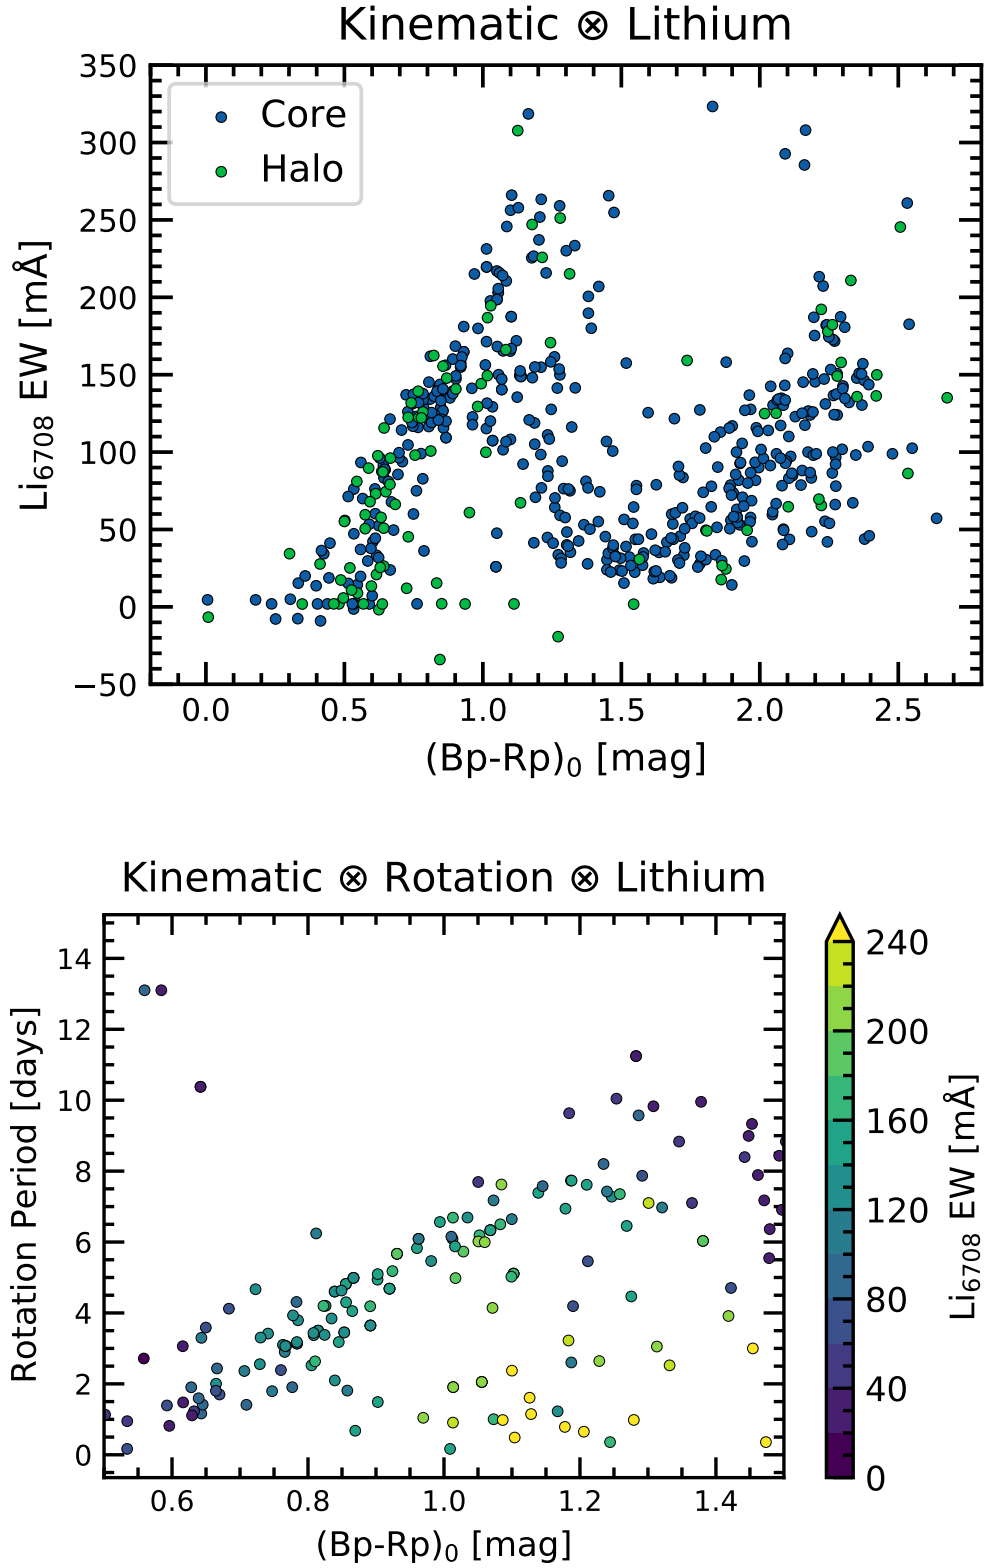 Kinematic ⊗ Lithium
350
300
250
200
150
100
50
0
−50
Li6708 EW [mÅ]
Core
Halo
0.0 0.5 1.0 1.5 2.0 2.5
(Bp-Rp)0 [mag]
Kinematic ⊗ Rotation ⊗ Lithium
14
12
10
8
6
4
2
0
Rotation Period [days]
0.6 0.8 1.0 1.2 1.4
(Bp-Rp)0 [mag]
240
200
160
120
80
40
0
Li6708 EW [mÅ]